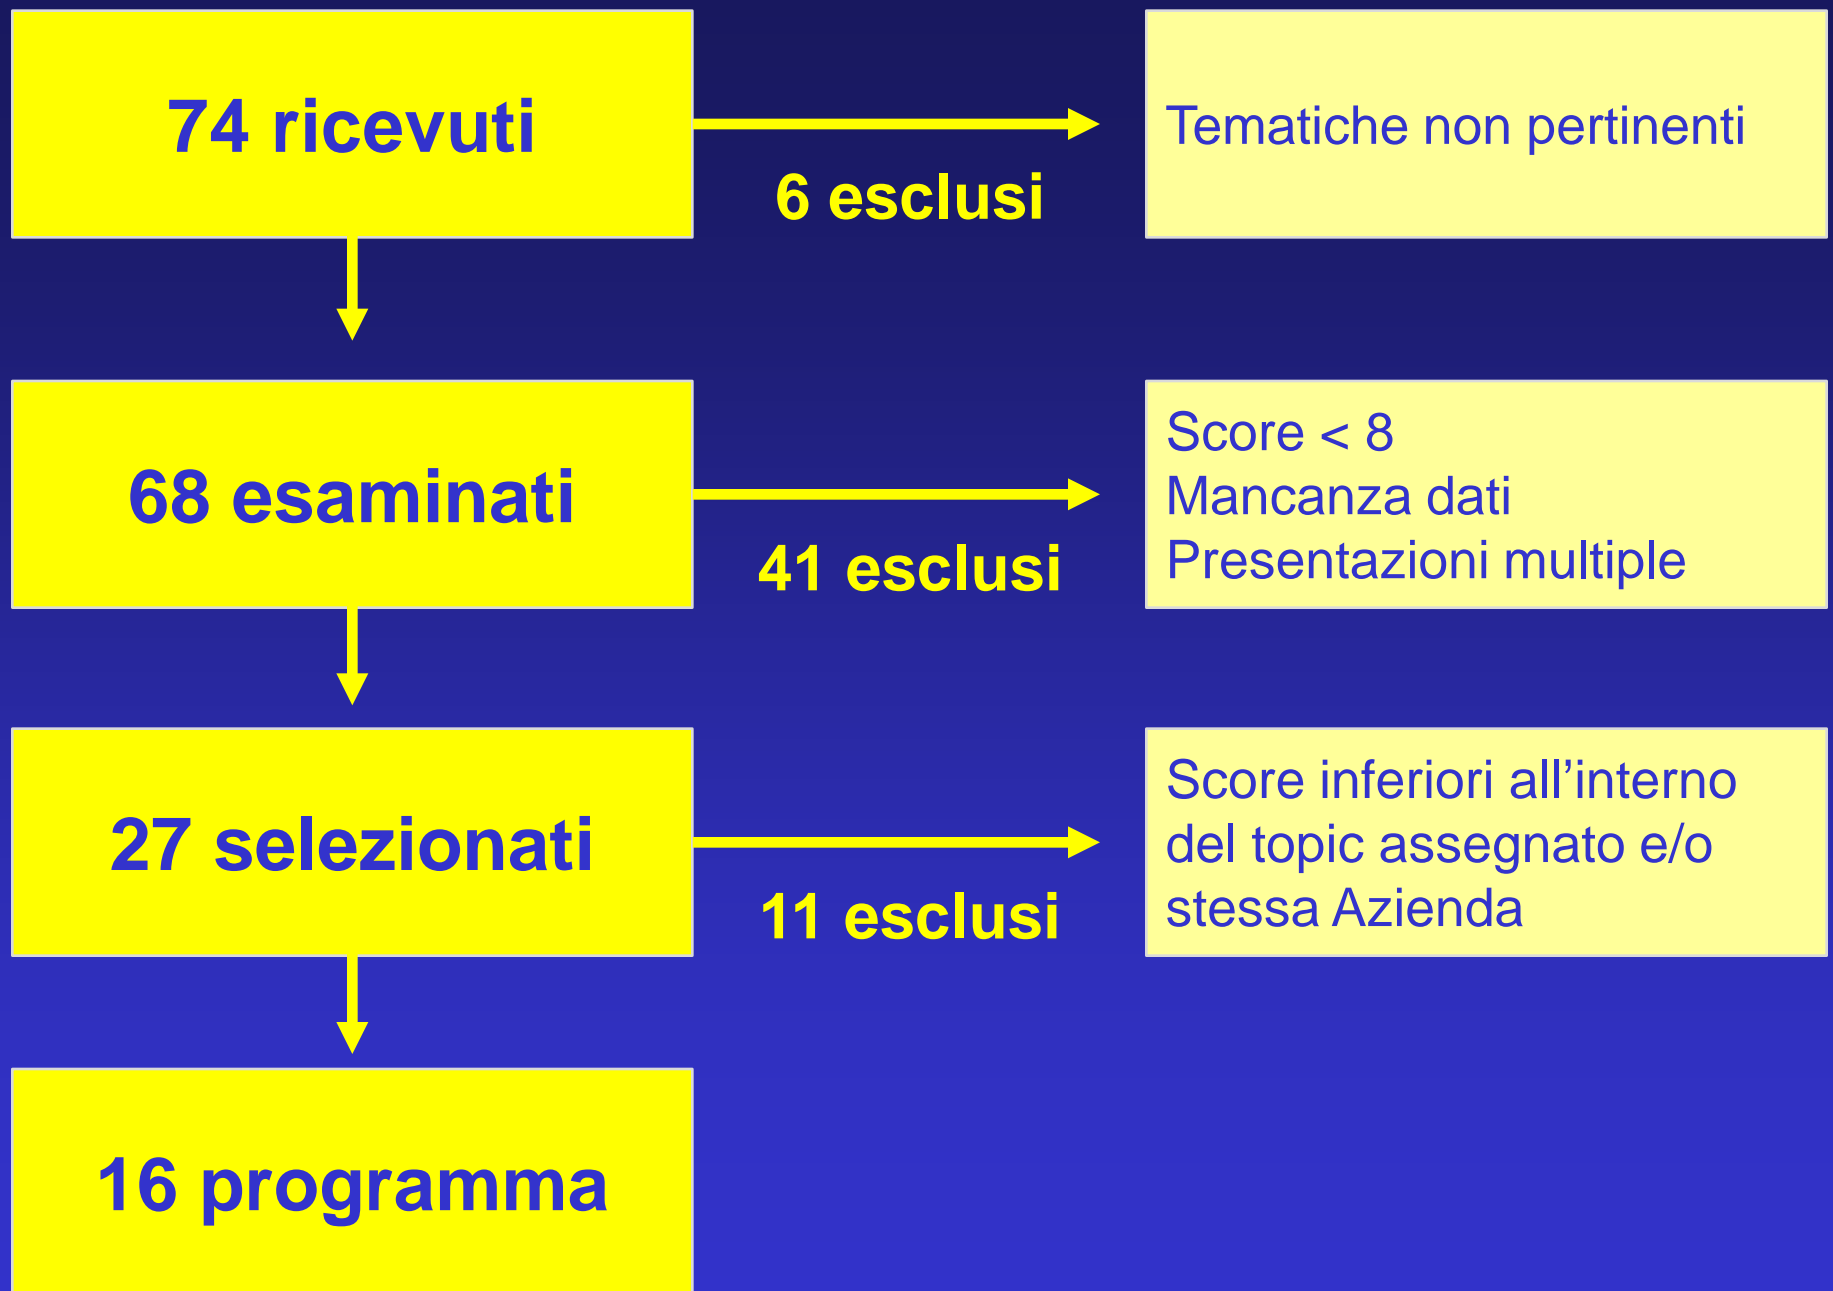 74 ricevuti
6 esclusi
Tematiche non pertinenti
68 esaminati
41 esclusi
Score < 8
Mancanza dati
Presentazioni multiple
27 selezionati
11 esclusi
Score inferiori all’interno
del topic assegnato e/o
stessa Azienda
16 programma